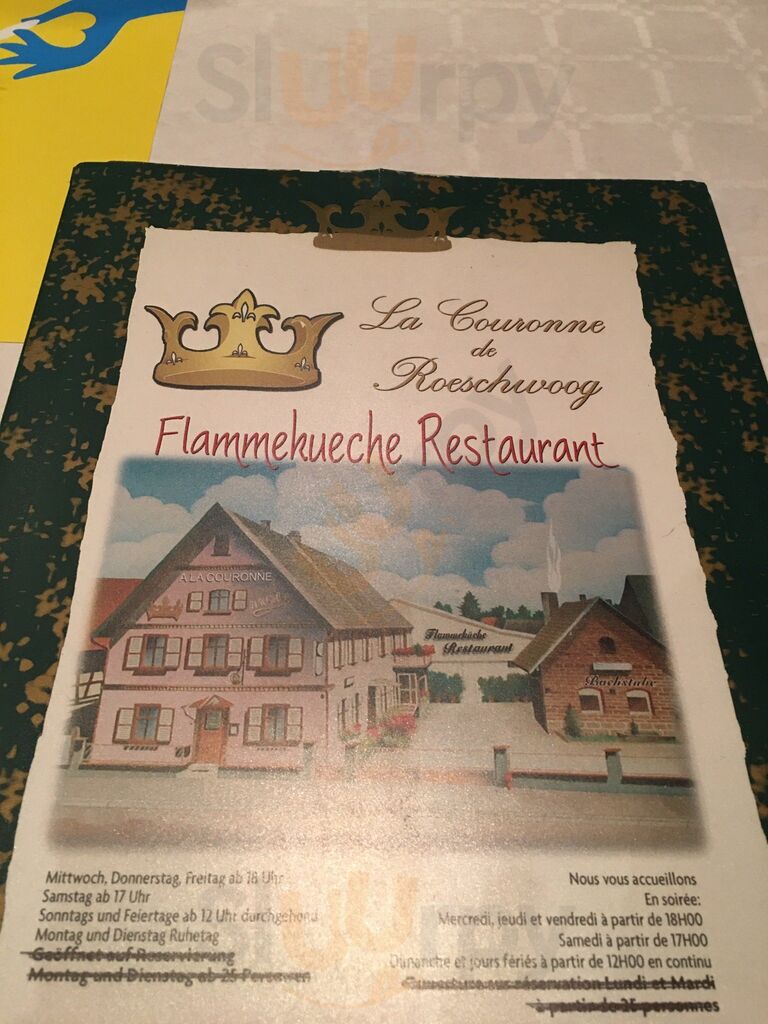 Sluurpy
La Couronne
de
Roeschwoog
Flammekueche Restaurant
A LA COURONNE
Flammeküche
Restaurant
Bachstube
Mittwoch, Donnerstag, Freitag ab 18 Uhr
Samstag ab 17 Uhr
Sonntags und Feiertage ab 12 Uhr durchgehend
Montag und Dienstag Ruhetag
Geöffnet auf Reservierung
Montag und Dienstag ab 25 Personen
Nous vous accueillons
En soirée:
Mercredi, jeudi et vendredi à partir de 18H00
Samedi à partir de 17H00
Dimanche et jours fériés à partir de 12H00 en continu
Ouverture sur réservation Lundi et Mardi
à partir de 25 personnes